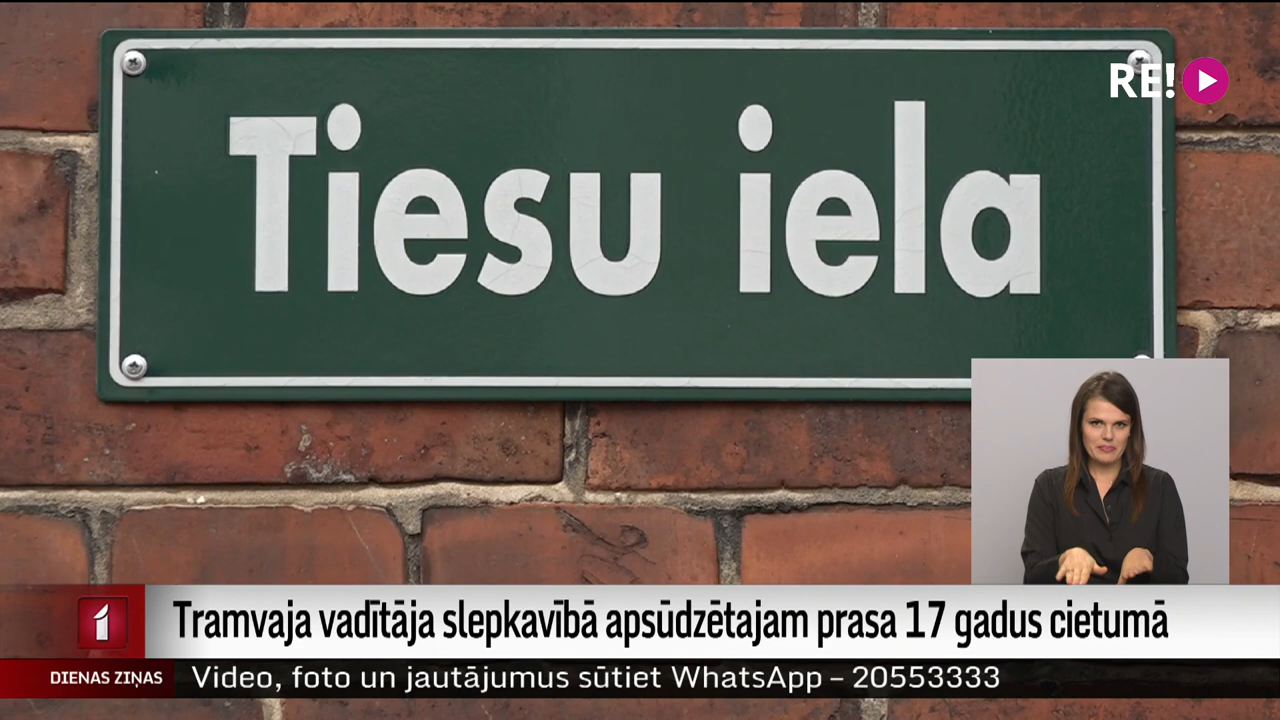 RE!
Tiesu iela
1
Tramvaja vadītāja slepkavībā apsūdzētajam prasa 17 gadus cietumā
DIENAS ZIŅAS
Video, foto un jautājumus sūtiet WhatsApp – 20553333